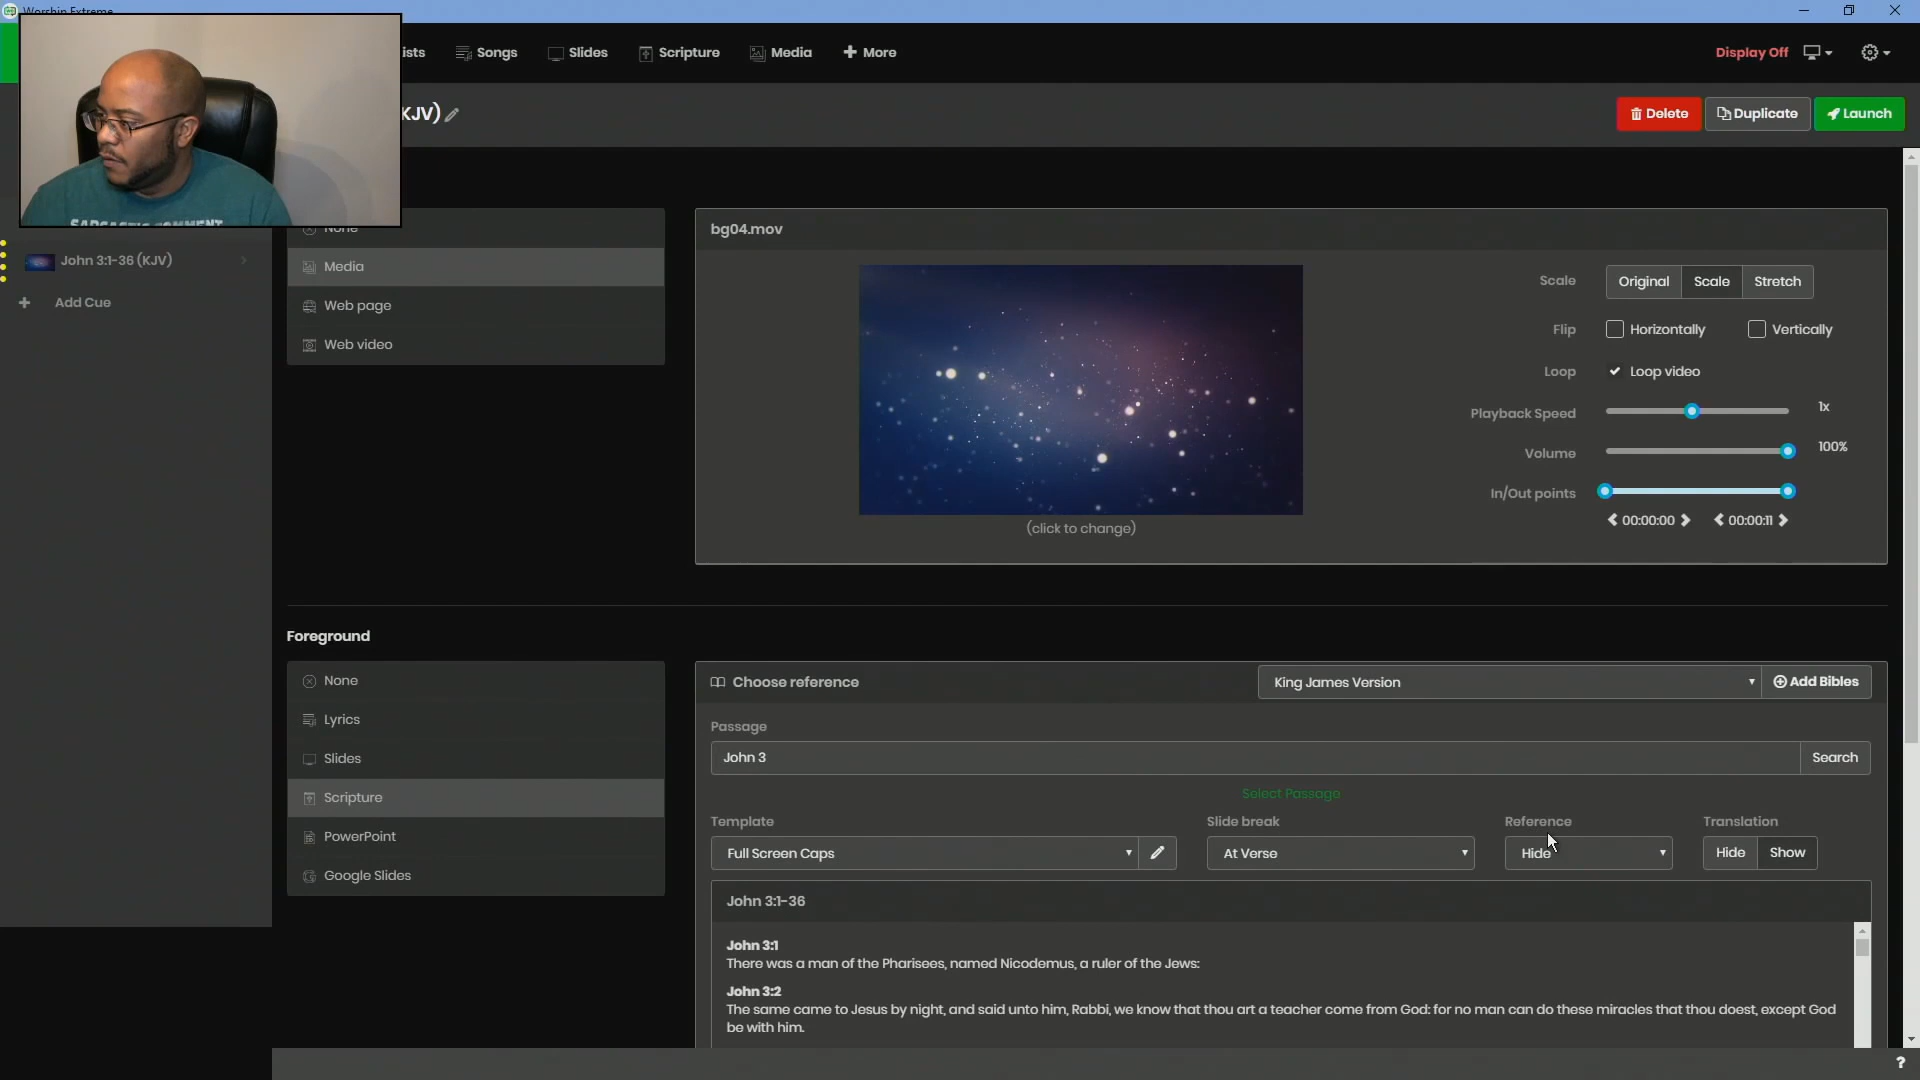 Worship Extreme
ists
Songs
Slides
Scripture
Media
More
Display Off
KJV)
Delete
Duplicate
Launch
SARCASTIC COMMENT
John 3:1-36 (KJV)
Add Cue
None
Media
Web page
Web video
bg04.mov
(click to change)
Scale
Original
Scale
Stretch
Flip
Horizontally
Vertically
Loop
Loop video
Playback Speed
1x
Volume
100%
In/Out points
00:00:00
00:00:11
Foreground
None
Lyrics
Slides
Scripture
PowerPoint
Google Slides
Choose reference
King James Version
Add Bibles
Passage
John 3
Search
Select Passage
Template
Slide break
Reference
Translation
Full Screen Caps
At Verse
Hide
Hide
Show
John 3:1-36
John 3:1
There was a man of the Pharisees, named Nicodemus, a ruler of the Jews:
John 3:2
The same came to Jesus by night, and said unto him, Rabbi, we know that thou art a teacher come from God: for no man can do these miracles that thou doest, except God
be with him.
?